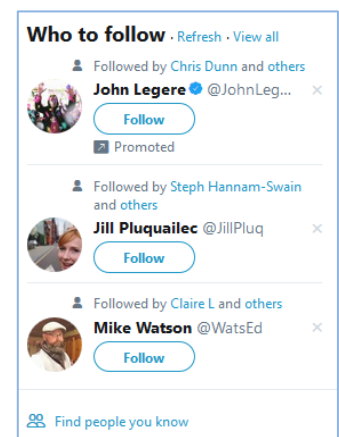 Who to follow · Refresh · View all
Followed by Chris Dunn and others
John Legere @JohnLeg... ×
Follow
Promoted
Followed by Steph Hannam-Swain
and others
Jill Pluquailec @JillPluq ×
Follow
Followed by Claire L and others
Mike Watson @WatsEd ×
Follow
Find people you know